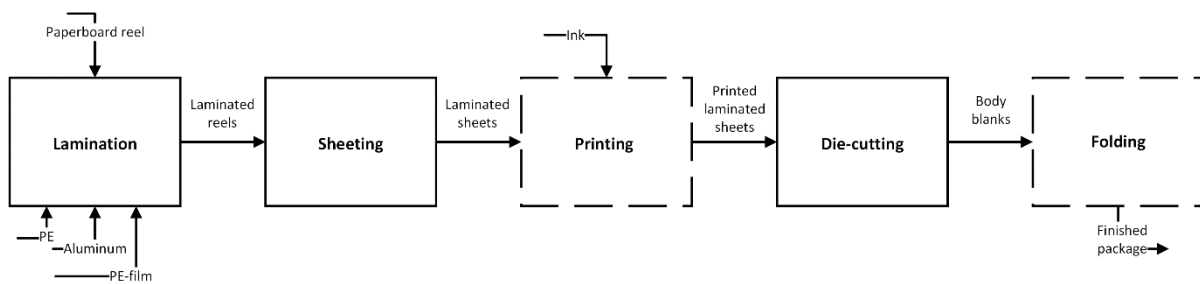 Paperboard reel
Ink
Laminated
reels
Laminated
sheets
Printed
laminated
sheets
Body
blanks
Lamination
Sheeting
Printing
Die-cutting
Folding
PE
Aluminum
PE-film
Finished
package